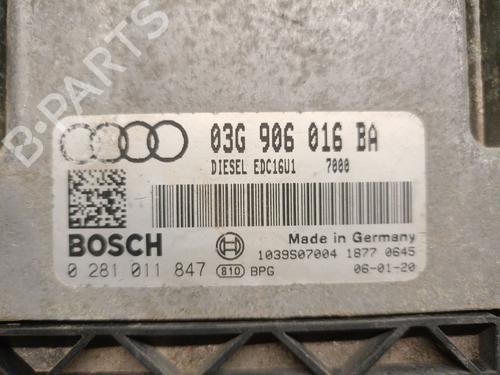 B-PARTS
03G 906 016 BA
DIESEL EDC16U1 7000
BOSCH
Made in Germany
1039S07004 1877 0645
0 281 011 847 810 BPG 06-01-20